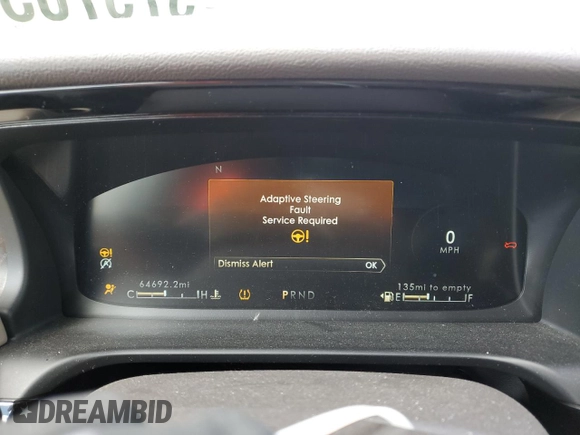 N
Adaptive Steering
Fault
Service Required
Dismiss Alert OK
0
MPH
64692.2mi
135mi to empty
C H
PRND
E F
DREAMBID